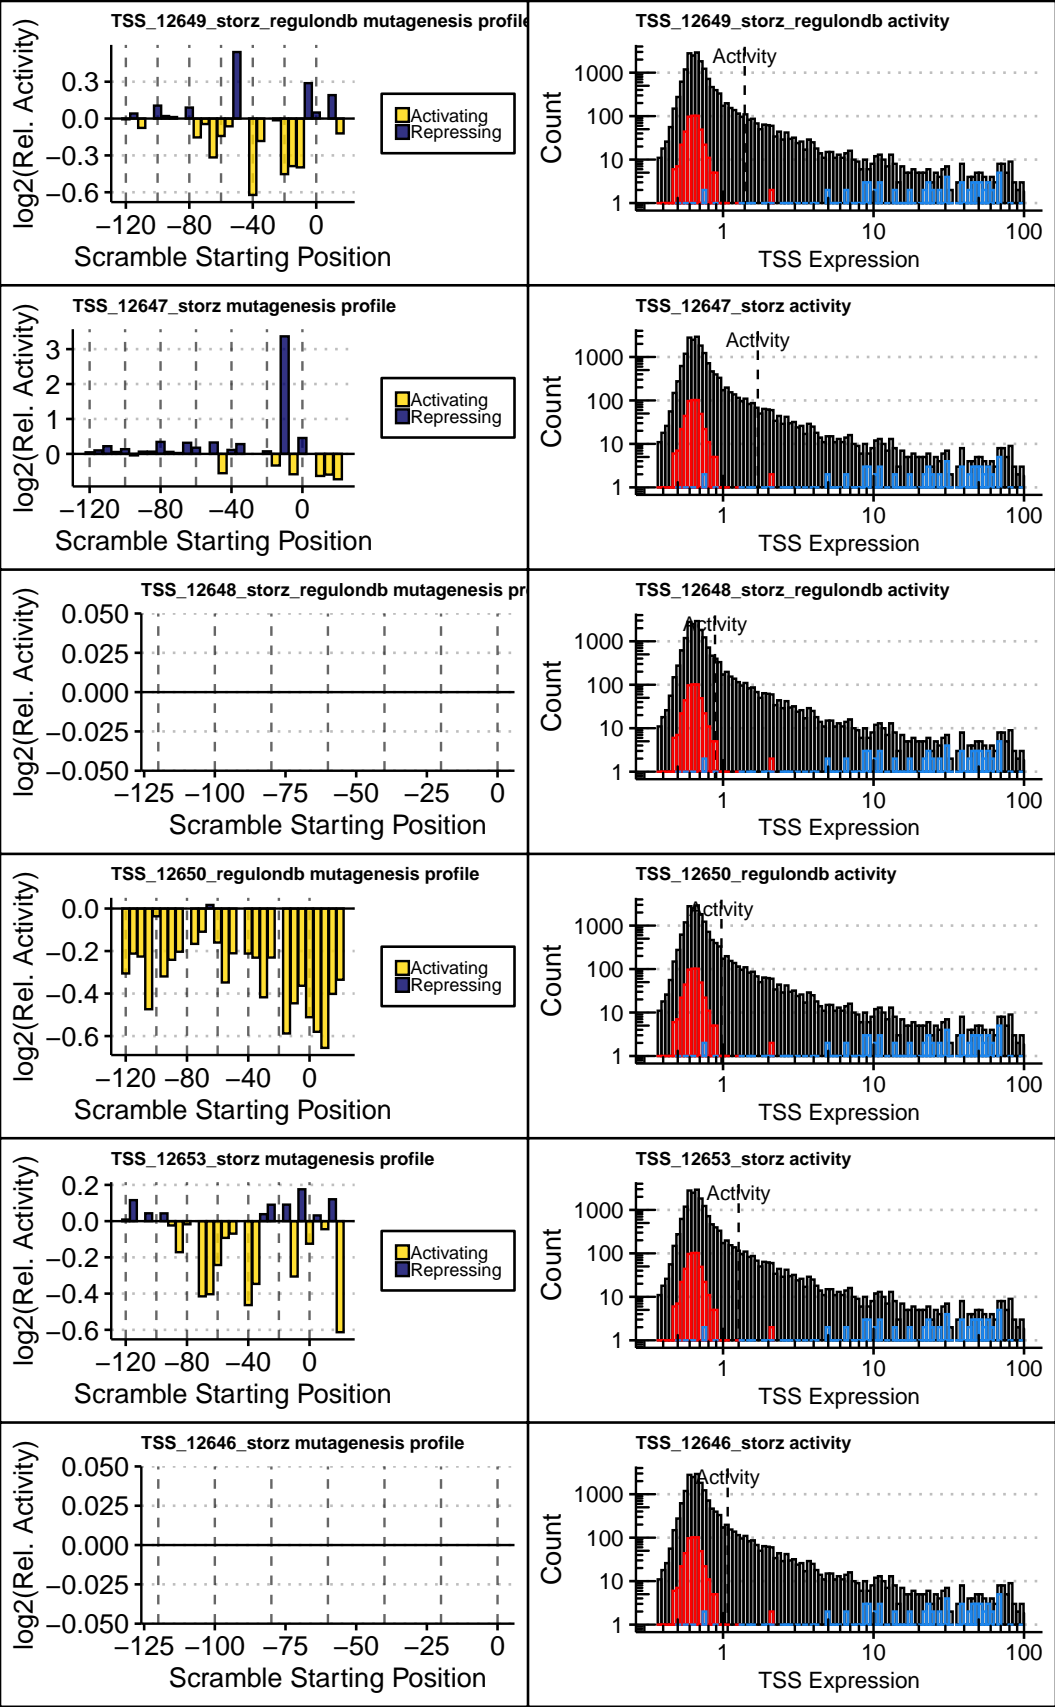 TSS_12649_storz_regulondb mutagenesis profile
log2(Rel. Activity)
0.3
0.0
−0.3
−0.6
−120 −80 −40 0
Scramble Starting Position
Activating
Repressing
TSS_12649_storz_regulondb activity
Activity
Count
1000
100
10
1
1 10 100
TSS Expression
TSS_12647_storz mutagenesis profile
log2(Rel. Activity)
3
2
1
0
−120 −80 −40 0
Scramble Starting Position
Activating
Repressing
TSS_12647_storz activity
Activity
Count
1000
100
10
1
1 10 100
TSS Expression
TSS_12648_storz_regulondb mutagenesis pr
log2(Rel. Activity)
0.050
0.025
0.000
−0.025
−0.050
−125 −100 −75 −50 −25 0
Scramble Starting Position
TSS_12648_storz_regulondb activity
Activity
Count
1000
100
10
1
1 10 100
TSS Expression
TSS_12650_regulondb mutagenesis profile
log2(Rel. Activity)
0.0
−0.2
−0.4
−0.6
−120 −80 −40 0
Scramble Starting Position
Activating
Repressing
TSS_12650_regulondb activity
Activity
Count
1000
100
10
1
1 10 100
TSS Expression
TSS_12653_storz mutagenesis profile
log2(Rel. Activity)
0.2
0.0
−0.2
−0.4
−0.6
−120 −80 −40 0
Scramble Starting Position
Activating
Repressing
TSS_12653_storz activity
Activity
Count
1000
100
10
1
1 10 100
TSS Expression
TSS_12646_storz mutagenesis profile
log2(Rel. Activity)
0.050
0.025
0.000
−0.025
−0.050
−125 −100 −75 −50 −25 0
Scramble Starting Position
TSS_12646_storz activity
Activity
Count
1000
100
10
1
1 10 100
TSS Expression